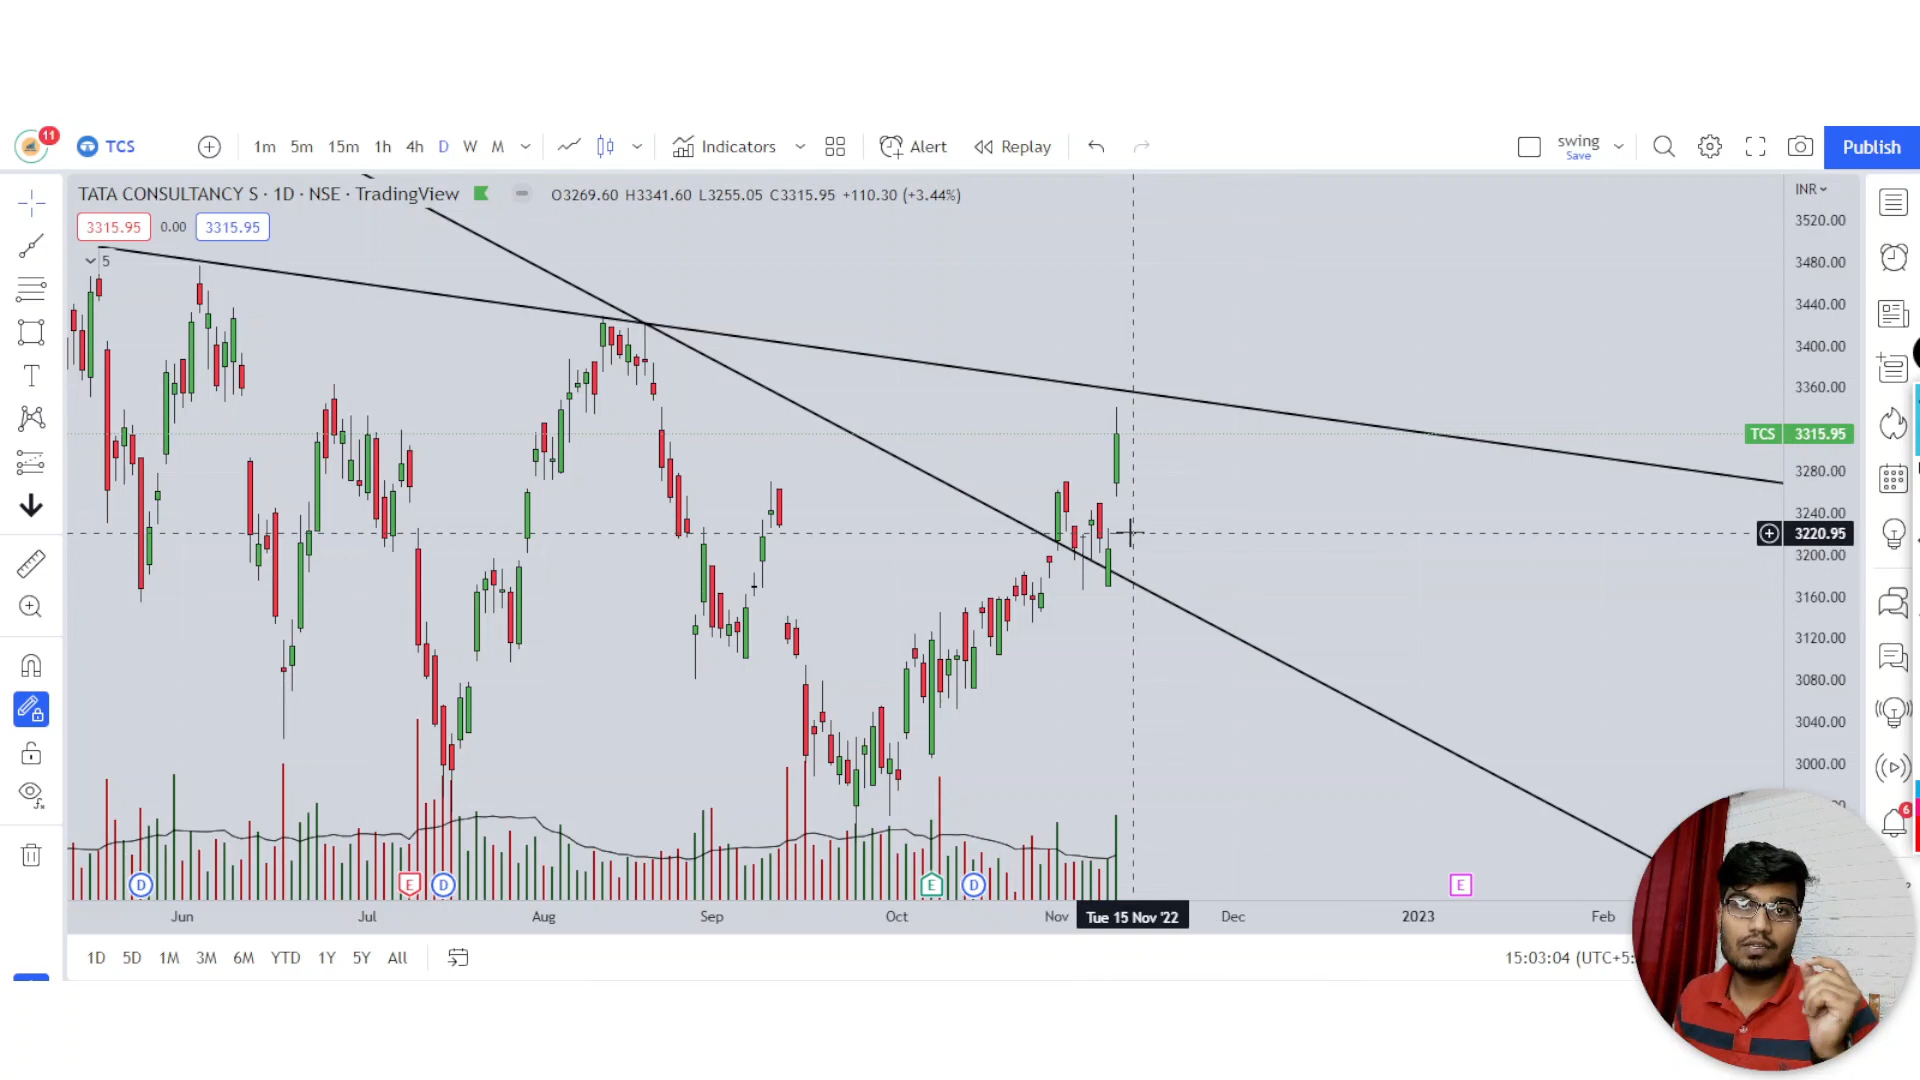 11
TCS
1m 5m 15m 1h 4h D W M
Indicators
Alert
Replay
swing
Save
Publish
TATA CONSULTANCY S · 1D · NSE · TradingView
O3269.60 H3341.60 L3255.05 C3315.95 +110.30 (+3.44%)
INR
3315.95 0.00 3315.95
5
T
3520.00
3480.00
3440.00
3400.00
3360.00
TCS 3315.95
3280.00
3240.00
3220.95
3200.00
3160.00
3120.00
3080.00
3040.00
3000.00
6
D E D E D E
Jun Jul Aug Sep Oct Nov Tue 15 Nov '22 Dec 2023 Feb
1D 5D 1M 3M 6M YTD 1Y 5Y All
15:03:04 (UTC+5: